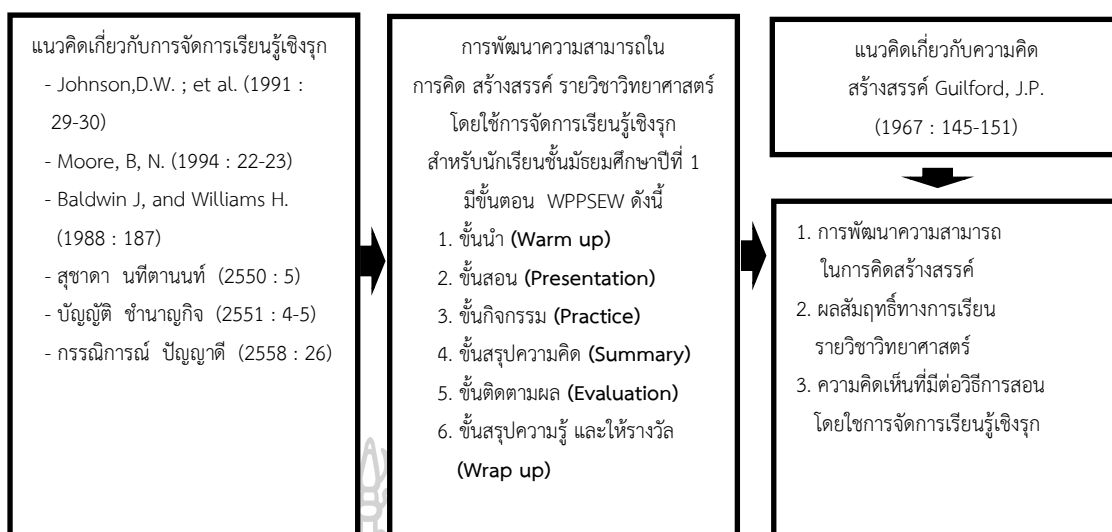 แนวคิดเกี่ยวกับการจัดการเรียนรู้เชิงรุก
- Johnson,D.W. ; et al. (1991 :
29-30)
- Moore, B, N. (1994 : 22-23)
- Baldwin J, and Williams H.
(1988 : 187)
- สุชาดา นทีตานนท์ (2550 : 5)
- บัญญัติ ชำนาญกิจ (2551 : 4-5)
- กรรณิการณ์ ปัญญาดี (2558 : 26)
การพัฒนาความสามารถใน
การคิด สร้างสรรค์ รายวิชาวิทยาศาสตร์
โดยใช้การจัดการเรียนรู้เชิงรุก
สำหรับนักเรียนชั้นมัธยมศึกษาปีที่ 1
มีขั้นตอน WPPSEW ดังนี้
1. ขั้นนำ (Warm up)
2. ขั้นสอน (Presentation)
3. ขั้นกิจกรรม (Practice)
4. ขั้นสรุปความคิด (Summary)
5. ขั้นติดตามผล (Evaluation)
6. ขั้นสรุปความรู้ และให้รางวัล
(Wrap up)
แนวคิดเกี่ยวกับความคิด
สร้างสรรค์ Guilford, J.P.
(1967 : 145-151)
1. การพัฒนาความสามารถ
ในการคิดสร้างสรรค์
2. ผลสัมฤทธิ์ทางการเรียน
รายวิชาวิทยาศาสตร์
3. ความคิดเห็นที่มีต่อวิธีการสอน
โดยใชการจัดการเรียนรู้เชิงรุก